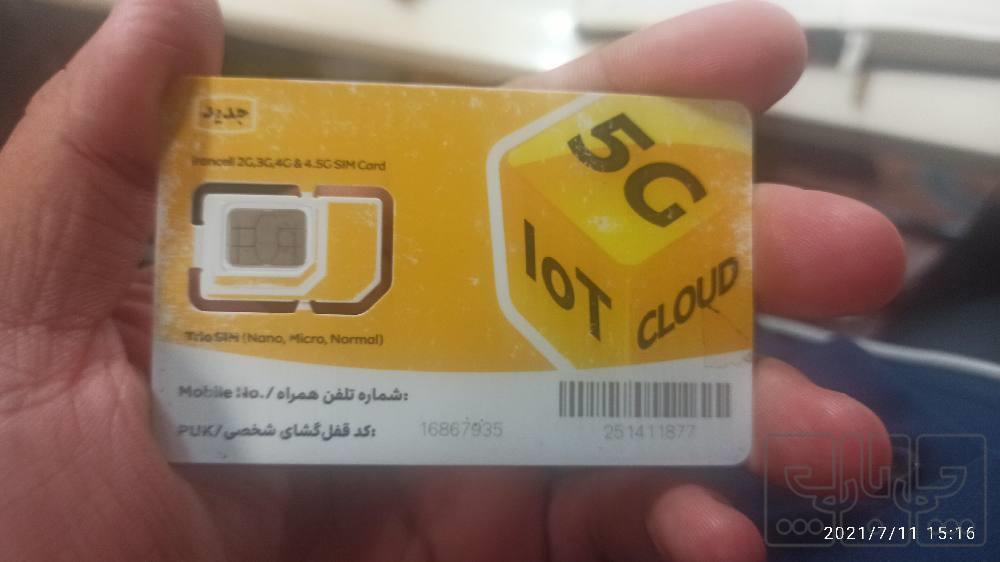 جدید
Irancell 2G,3G,4G & 4.5G SIM Card
5G
IoT
CLOUD
Trio SIM (Nano, Micro, Normal)
Mobile No./شماره تلفن همراه:
PUK/کد قفل‌گشای شخصی: 16867935
251411877
2021/7/11 15:16